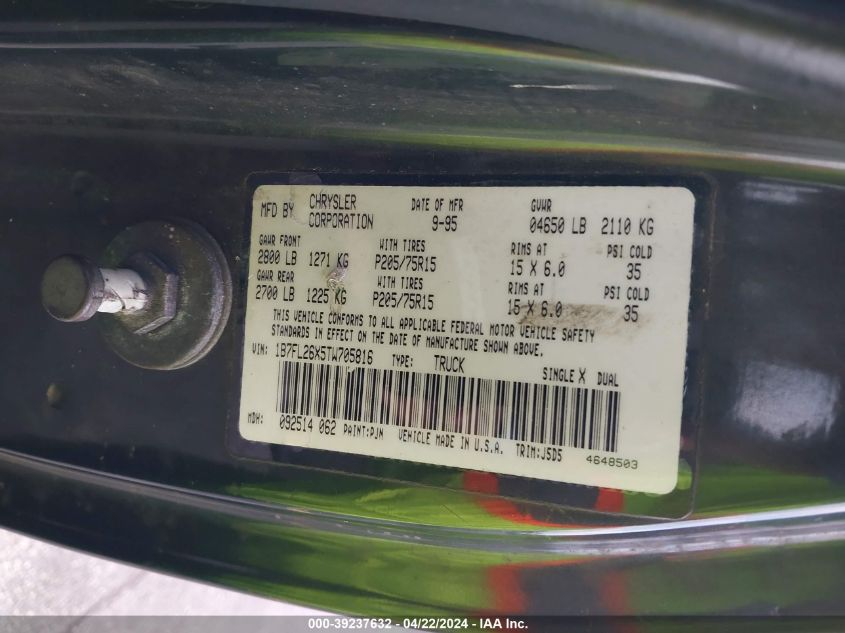 MFD BY CHRYSLER CORPORATION DATE OF MFR 9-95 GVWR 04650 LB 2110 KG
GAWR FRONT WITH TIRES RIMS AT PSI COLD
2800 LB 1271 KG P205/75R15 15 X 6.0 35
GAWR REAR WITH TIRES RIMS AT PSI COLD
2700 LB 1225 KG P205/75R15 15 X 6.0 35
THIS VEHICLE CONFORMS TO ALL APPLICABLE FEDERAL MOTOR VEHICLE SAFETY
STANDARDS IN EFFECT ON THE DATE OF MANUFACTURE SHOWN ABOVE.
VIN: 1B7FL26X5TW705816 TYPE: TRUCK SINGLE X DUAL
MDH: 092514 062 PAINT:PJN VEHICLE MADE IN U.S.A. TRIM:J5D5 4648503
000-39237632 - 04/22/2024 - IAA Inc.